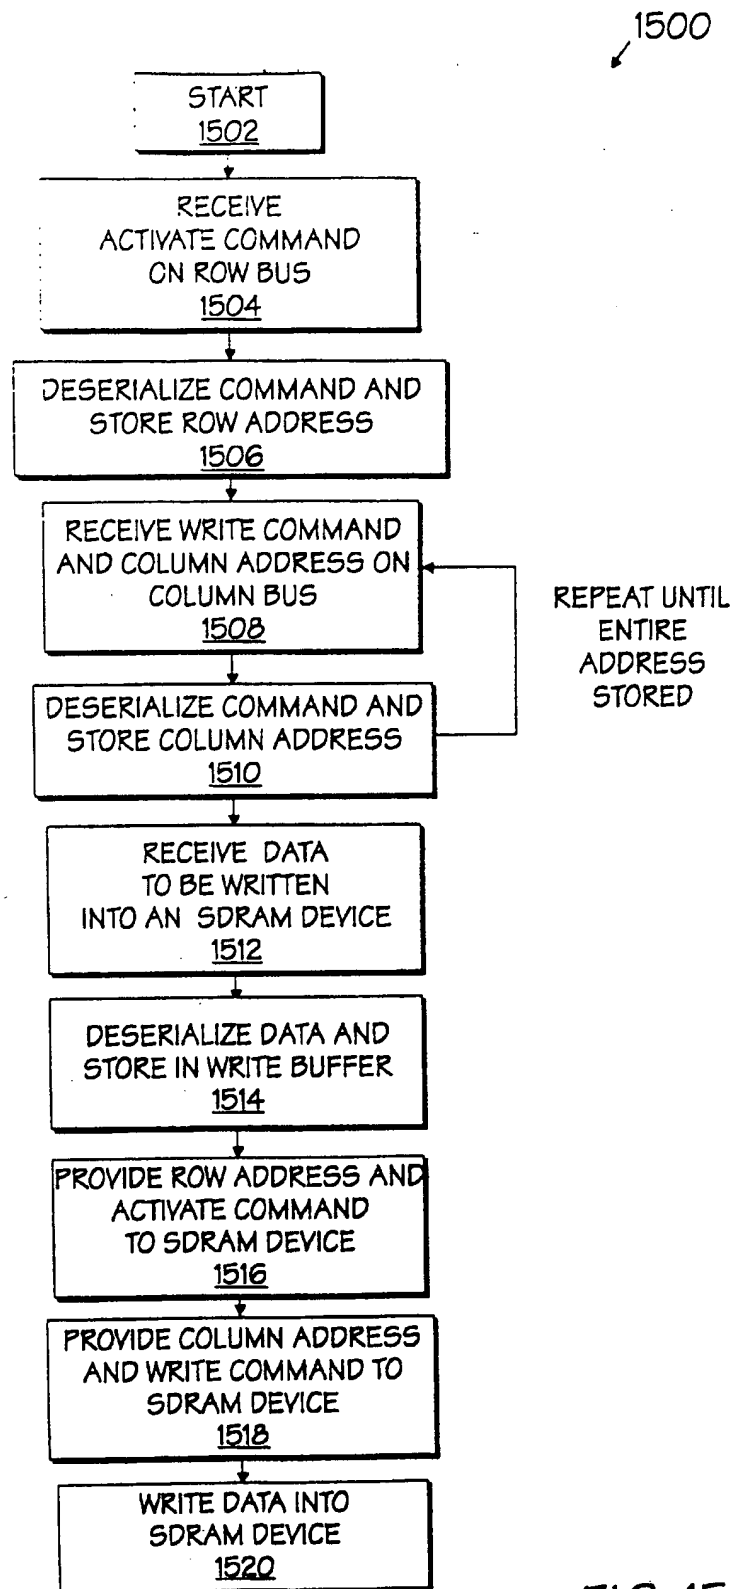 1500
START
1502
RECEIVE
ACTIVATE COMMAND
ON ROW BUS
1504
DESERIALIZE COMMAND AND
STORE ROW ADDRESS
1506
RECEIVE WRITE COMMAND
AND COLUMN ADDRESS ON
COLUMN BUS
1508
REPEAT UNTIL
ENTIRE
ADDRESS
STORED
DESERIALIZE COMMAND AND
STORE COLUMN ADDRESS
1510
RECEIVE DATA
TO BE WRITTEN
INTO AN SDRAM DEVICE
1512
DESERIALIZE DATA AND
STORE IN WRITE BUFFER
1514
PROVIDE ROW ADDRESS AND
ACTIVATE COMMAND
TO SDRAM DEVICE
1516
PROVIDE COLUMN ADDRESS
AND WRITE COMMAND TO
SDRAM DEVICE
1518
WRITE DATA INTO
SDRAM DEVICE
1520